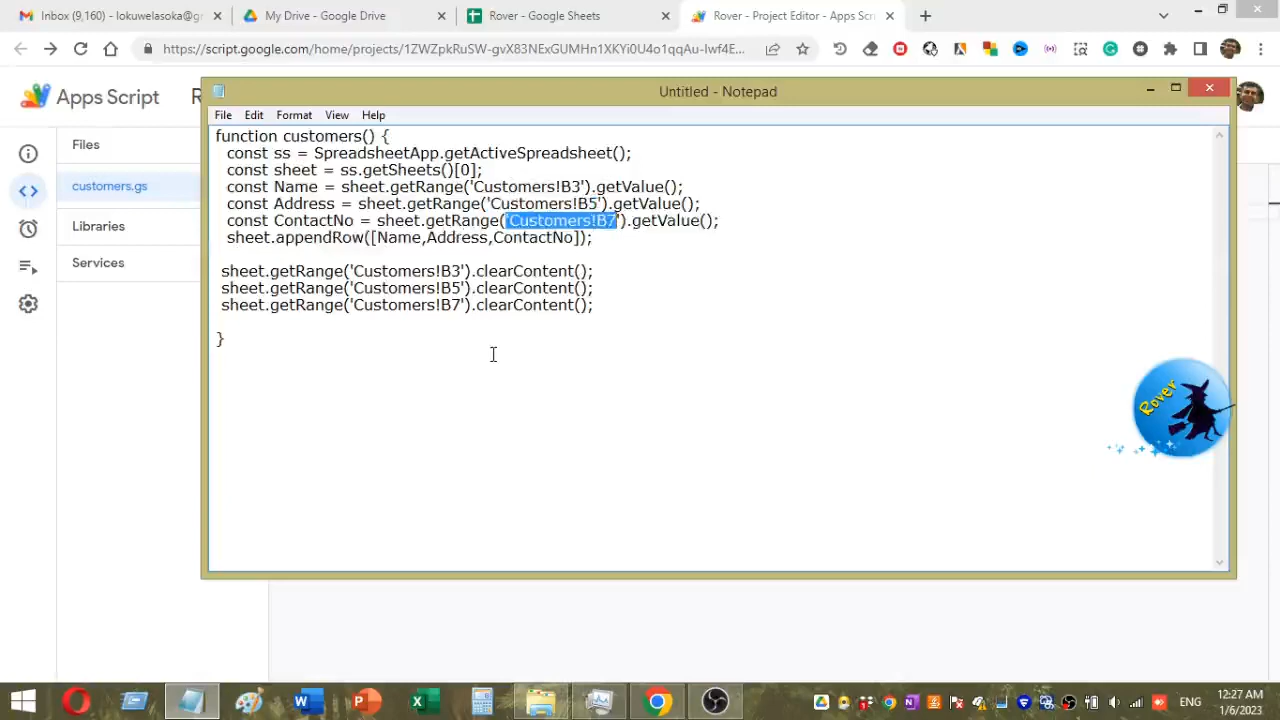 Inbox (9,160) - lokuwelasoka@gr
My Drive - Google Drive
Rover - Google Sheets
Rover - Project Editor - Apps Scri
https://script.google.com/home/projects/1ZWZpkRuSW-gvX85NExGUMHn1XKYi0U4o1qqAu-lwf4E...
Apps Script
R
Files
customers.gs
Libraries
Services
Untitled - Notepad
File Edit Format View Help
function customers() {
const ss = SpreadsheetApp.getActiveSpreadsheet();
const sheet = ss.getSheets()[0];
const Name = sheet.getRange('Customers!B3').getValue();
const Address = sheet.getRange('Customers!B5').getValue();
const ContactNo = sheet.getRange('Customers!B7').getValue();
sheet.appendRow([Name,Address,ContactNo]);
sheet.getRange('Customers!B3').clearContent();
sheet.getRange('Customers!B5').clearContent();
sheet.getRange('Customers!B7').clearContent();
}
Rover
ENG
12:27 AM
1/6/2023